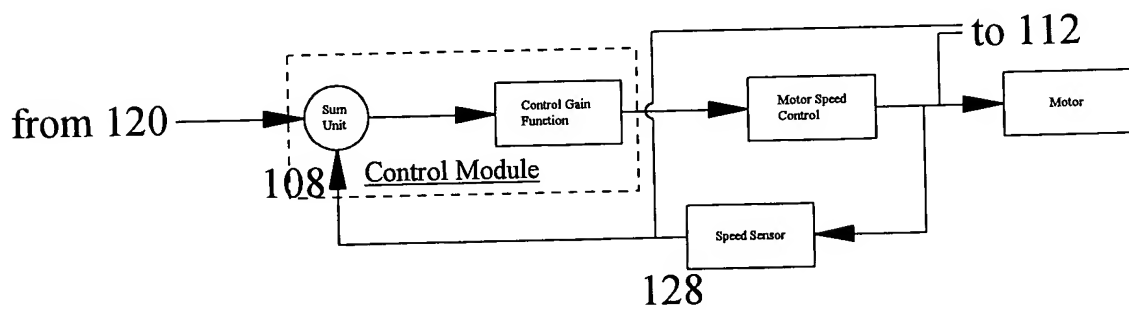 to 112
from 120
Sum
Unit
Control Gain
Function
Motor Speed
Control
Motor
108
Control Module
Speed Sensor
128